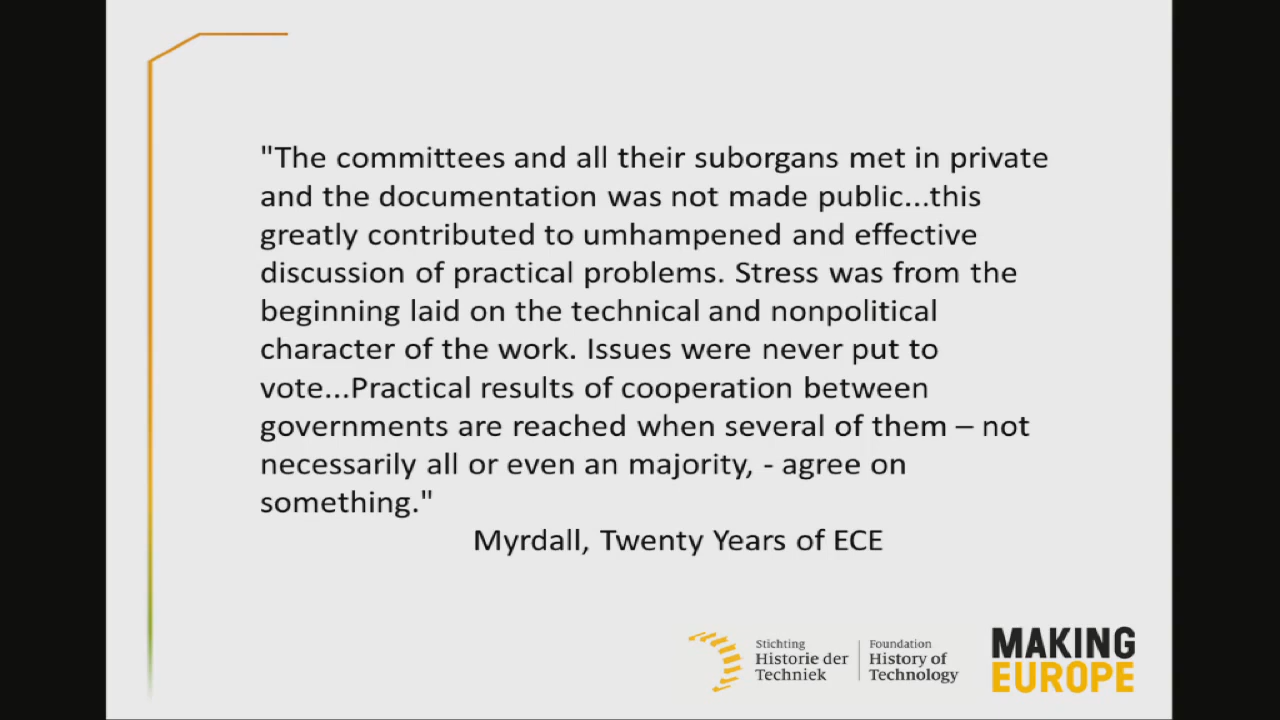 "The committees and all their suborgans met in private
and the documentation was not made public...this
greatly contributed to umhampened and effective
discussion of practical problems. Stress was from the
beginning laid on the technical and nonpolitical
character of the work. Issues were never put to
vote...Practical results of cooperation between
governments are reached when several of them – not
necessarily all or even an majority, - agree on
something."
Myrdall, Twenty Years of ECE
Stichting
Historie der
Techniek
Foundation
History of
Technology
MAKING
EUROPE